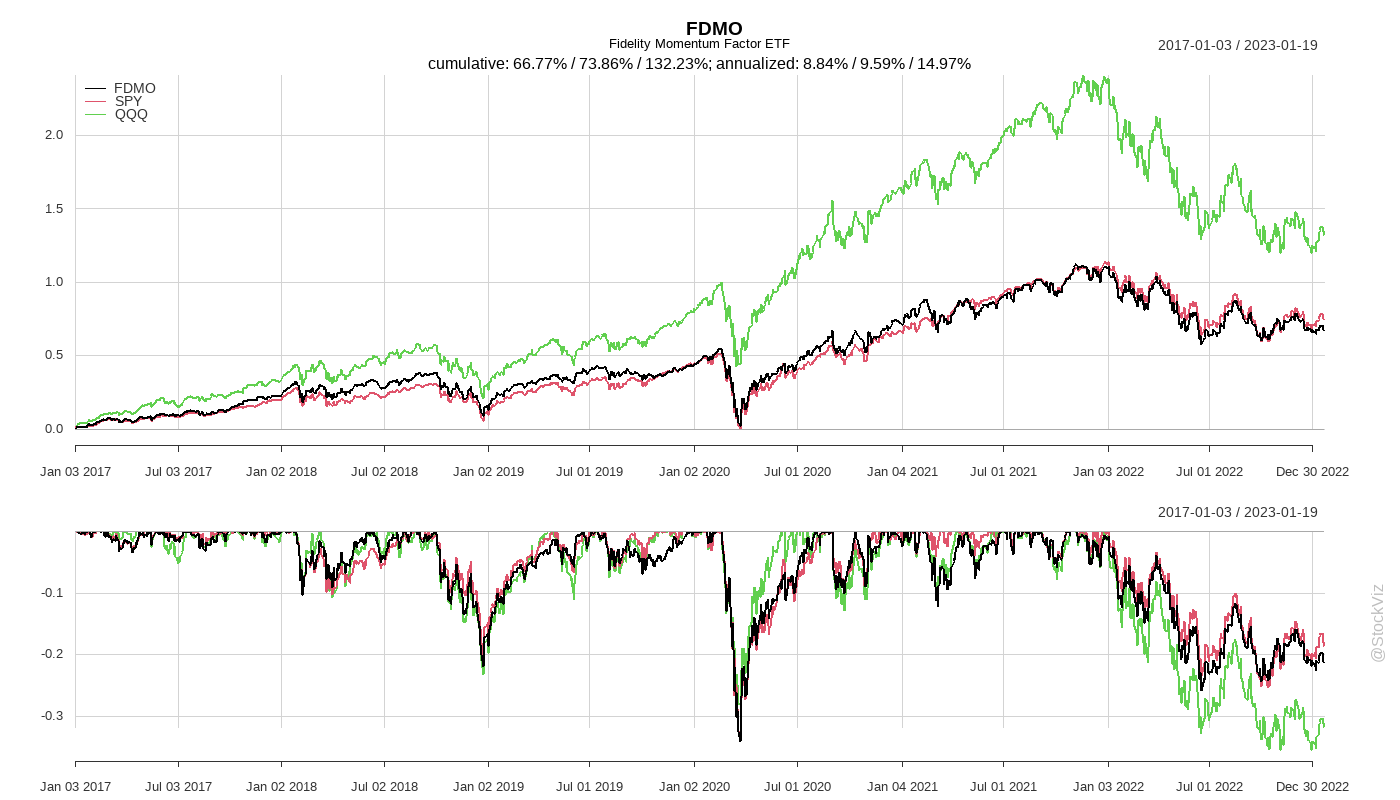 FDMO
Fidelity Momentum Factor ETF
2017-01-03 / 2023-01-19
cumulative: 66.77% / 73.86% / 132.23%; annualized: 8.84% / 9.59% / 14.97%
FDMO
SPY
QQQ
2.0
1.5
1.0
0.5
0.0
Jan 03 2017 Jul 03 2017 Jan 02 2018 Jul 02 2018 Jan 02 2019 Jul 01 2019 Jan 02 2020 Jul 01 2020 Jan 04 2021 Jul 01 2021 Jan 03 2022 Jul 01 2022 Dec 30 2022
2017-01-03 / 2023-01-19
-0.1
-0.2
-0.3
Jan 03 2017 Jul 03 2017 Jan 02 2018 Jul 02 2018 Jan 02 2019 Jul 01 2019 Jan 02 2020 Jul 01 2020 Jan 04 2021 Jul 01 2021 Jan 03 2022 Jul 01 2022 Dec 30 2022
@StockViz